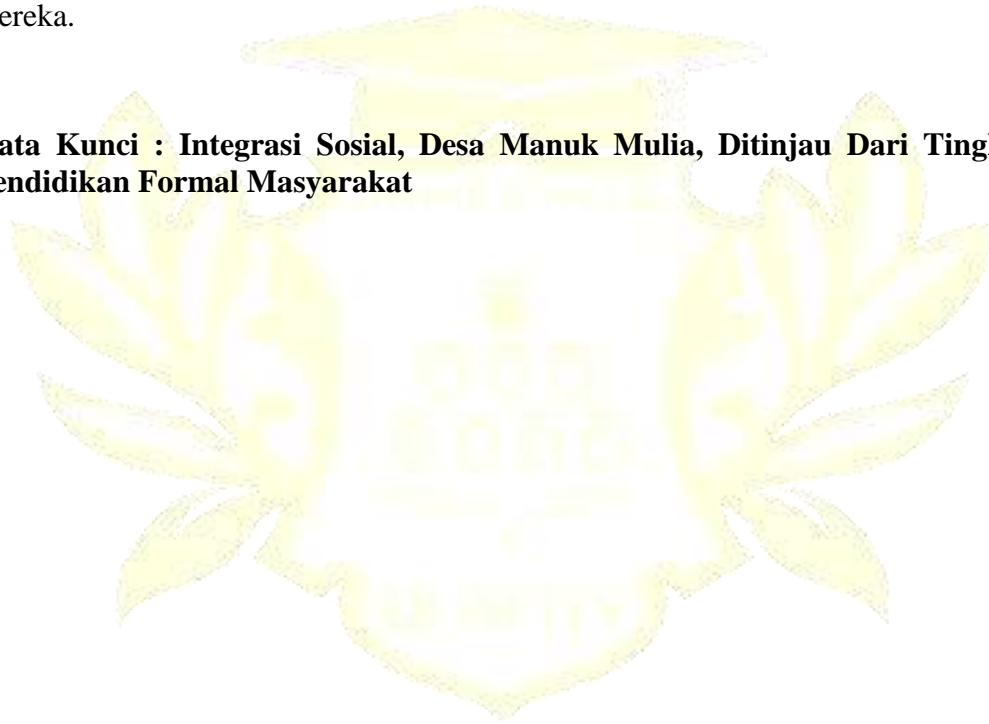 ereka.
ata Kunci : Integrasi Sosial, Desa Manuk Mulia, Ditinjau Dari Tingk
endidikan Formal Masyarakat